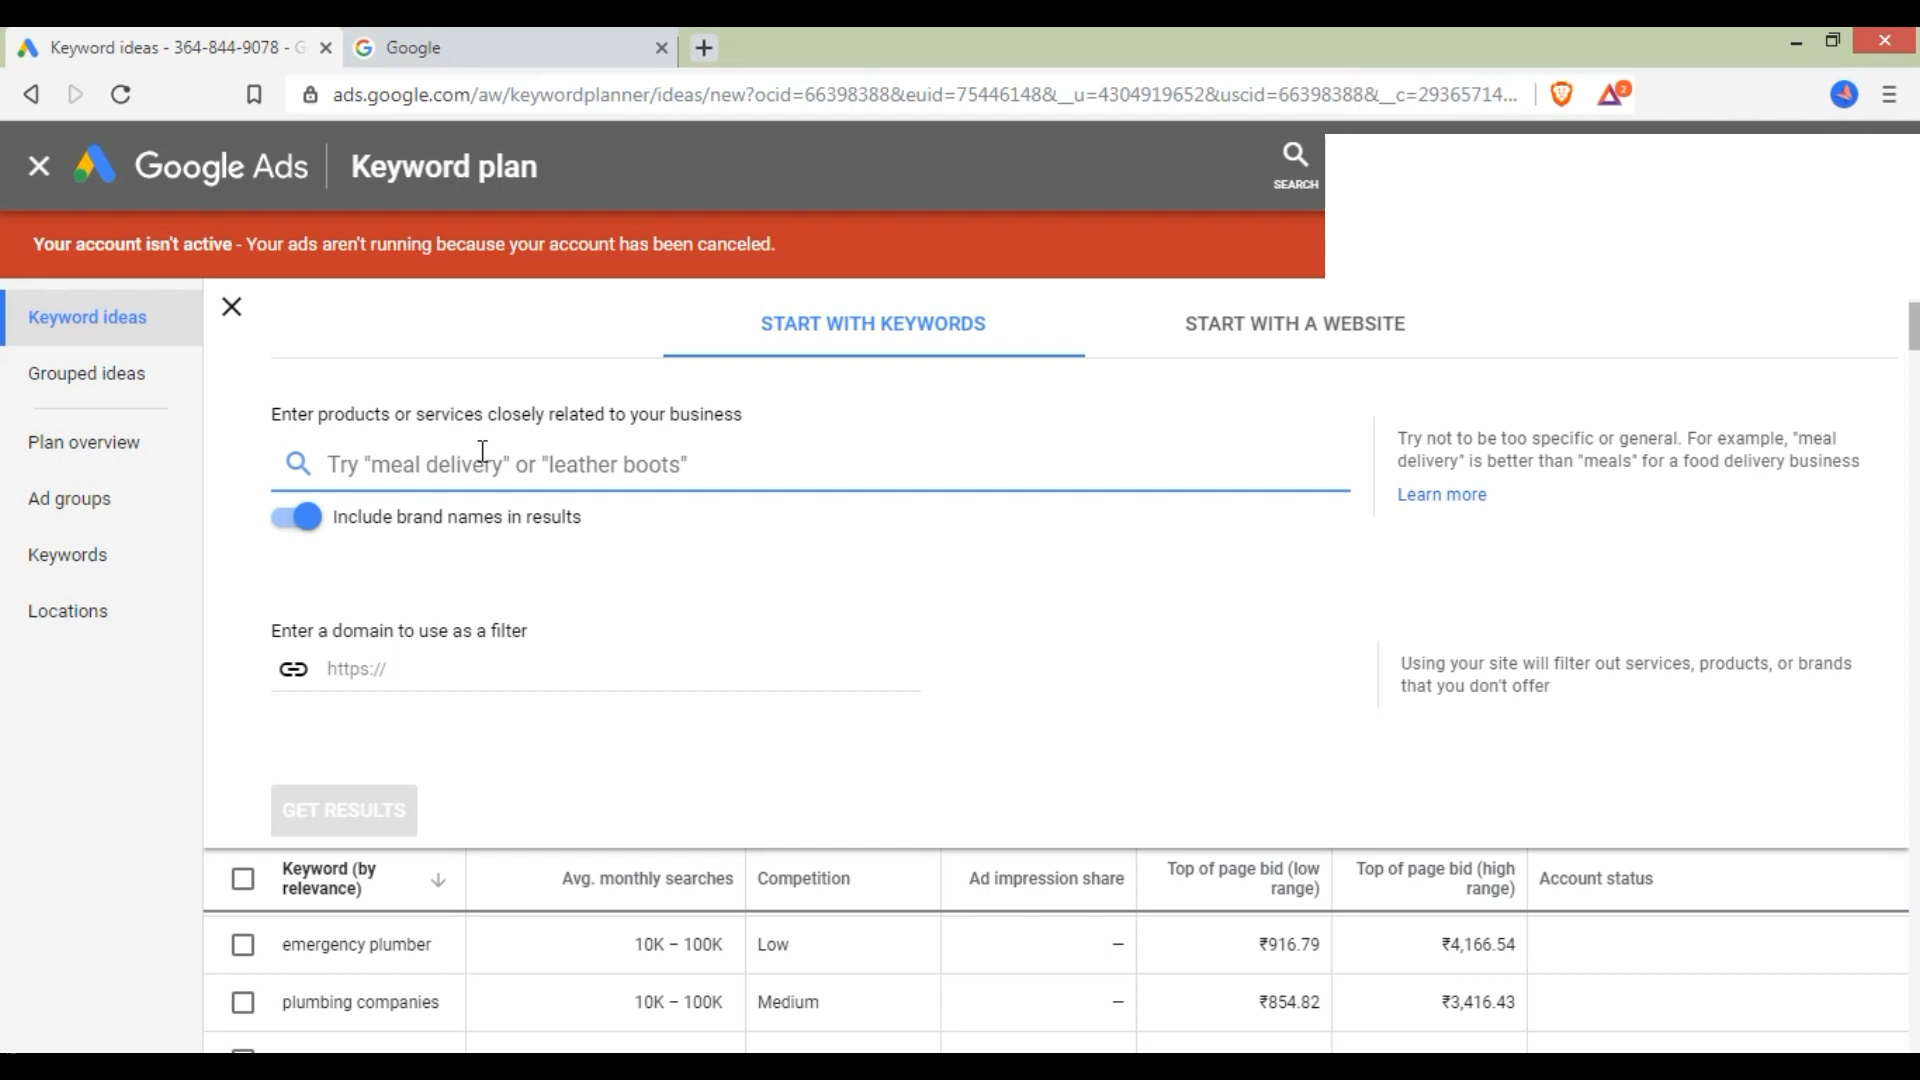 Keyword ideas - 364-844-9078 - G
Google
ads.google.com/aw/keywordplanner/ideas/new?ocid=66398388&euid=75446148&__u=4304919652&uscid=66398388&__c=29365714...
2
Google Ads
Keyword plan
SEARCH
Your account isn't active - Your ads aren't running because your account has been canceled.
Keyword ideas
Grouped ideas
Plan overview
Ad groups
Keywords
Locations
START WITH KEYWORDS
START WITH A WEBSITE
Enter products or services closely related to your business
Try "meal delivery" or "leather boots"
Include brand names in results
Try not to be too specific or general. For example, "meal
delivery" is better than "meals" for a food delivery business
Learn more
Enter a domain to use as a filter
https://
Using your site will filter out services, products, or brands
that you don't offer
GET RESULTS
Keyword (by
relevance)
Avg. monthly searches
Competition
Ad impression share
Top of page bid (low
range)
Top of page bid (high
range)
Account status
emergency plumber
10K – 100K
Low
–
₹916.79
₹4,166.54
plumbing companies
10K – 100K
Medium
–
₹854.82
₹3,416.43